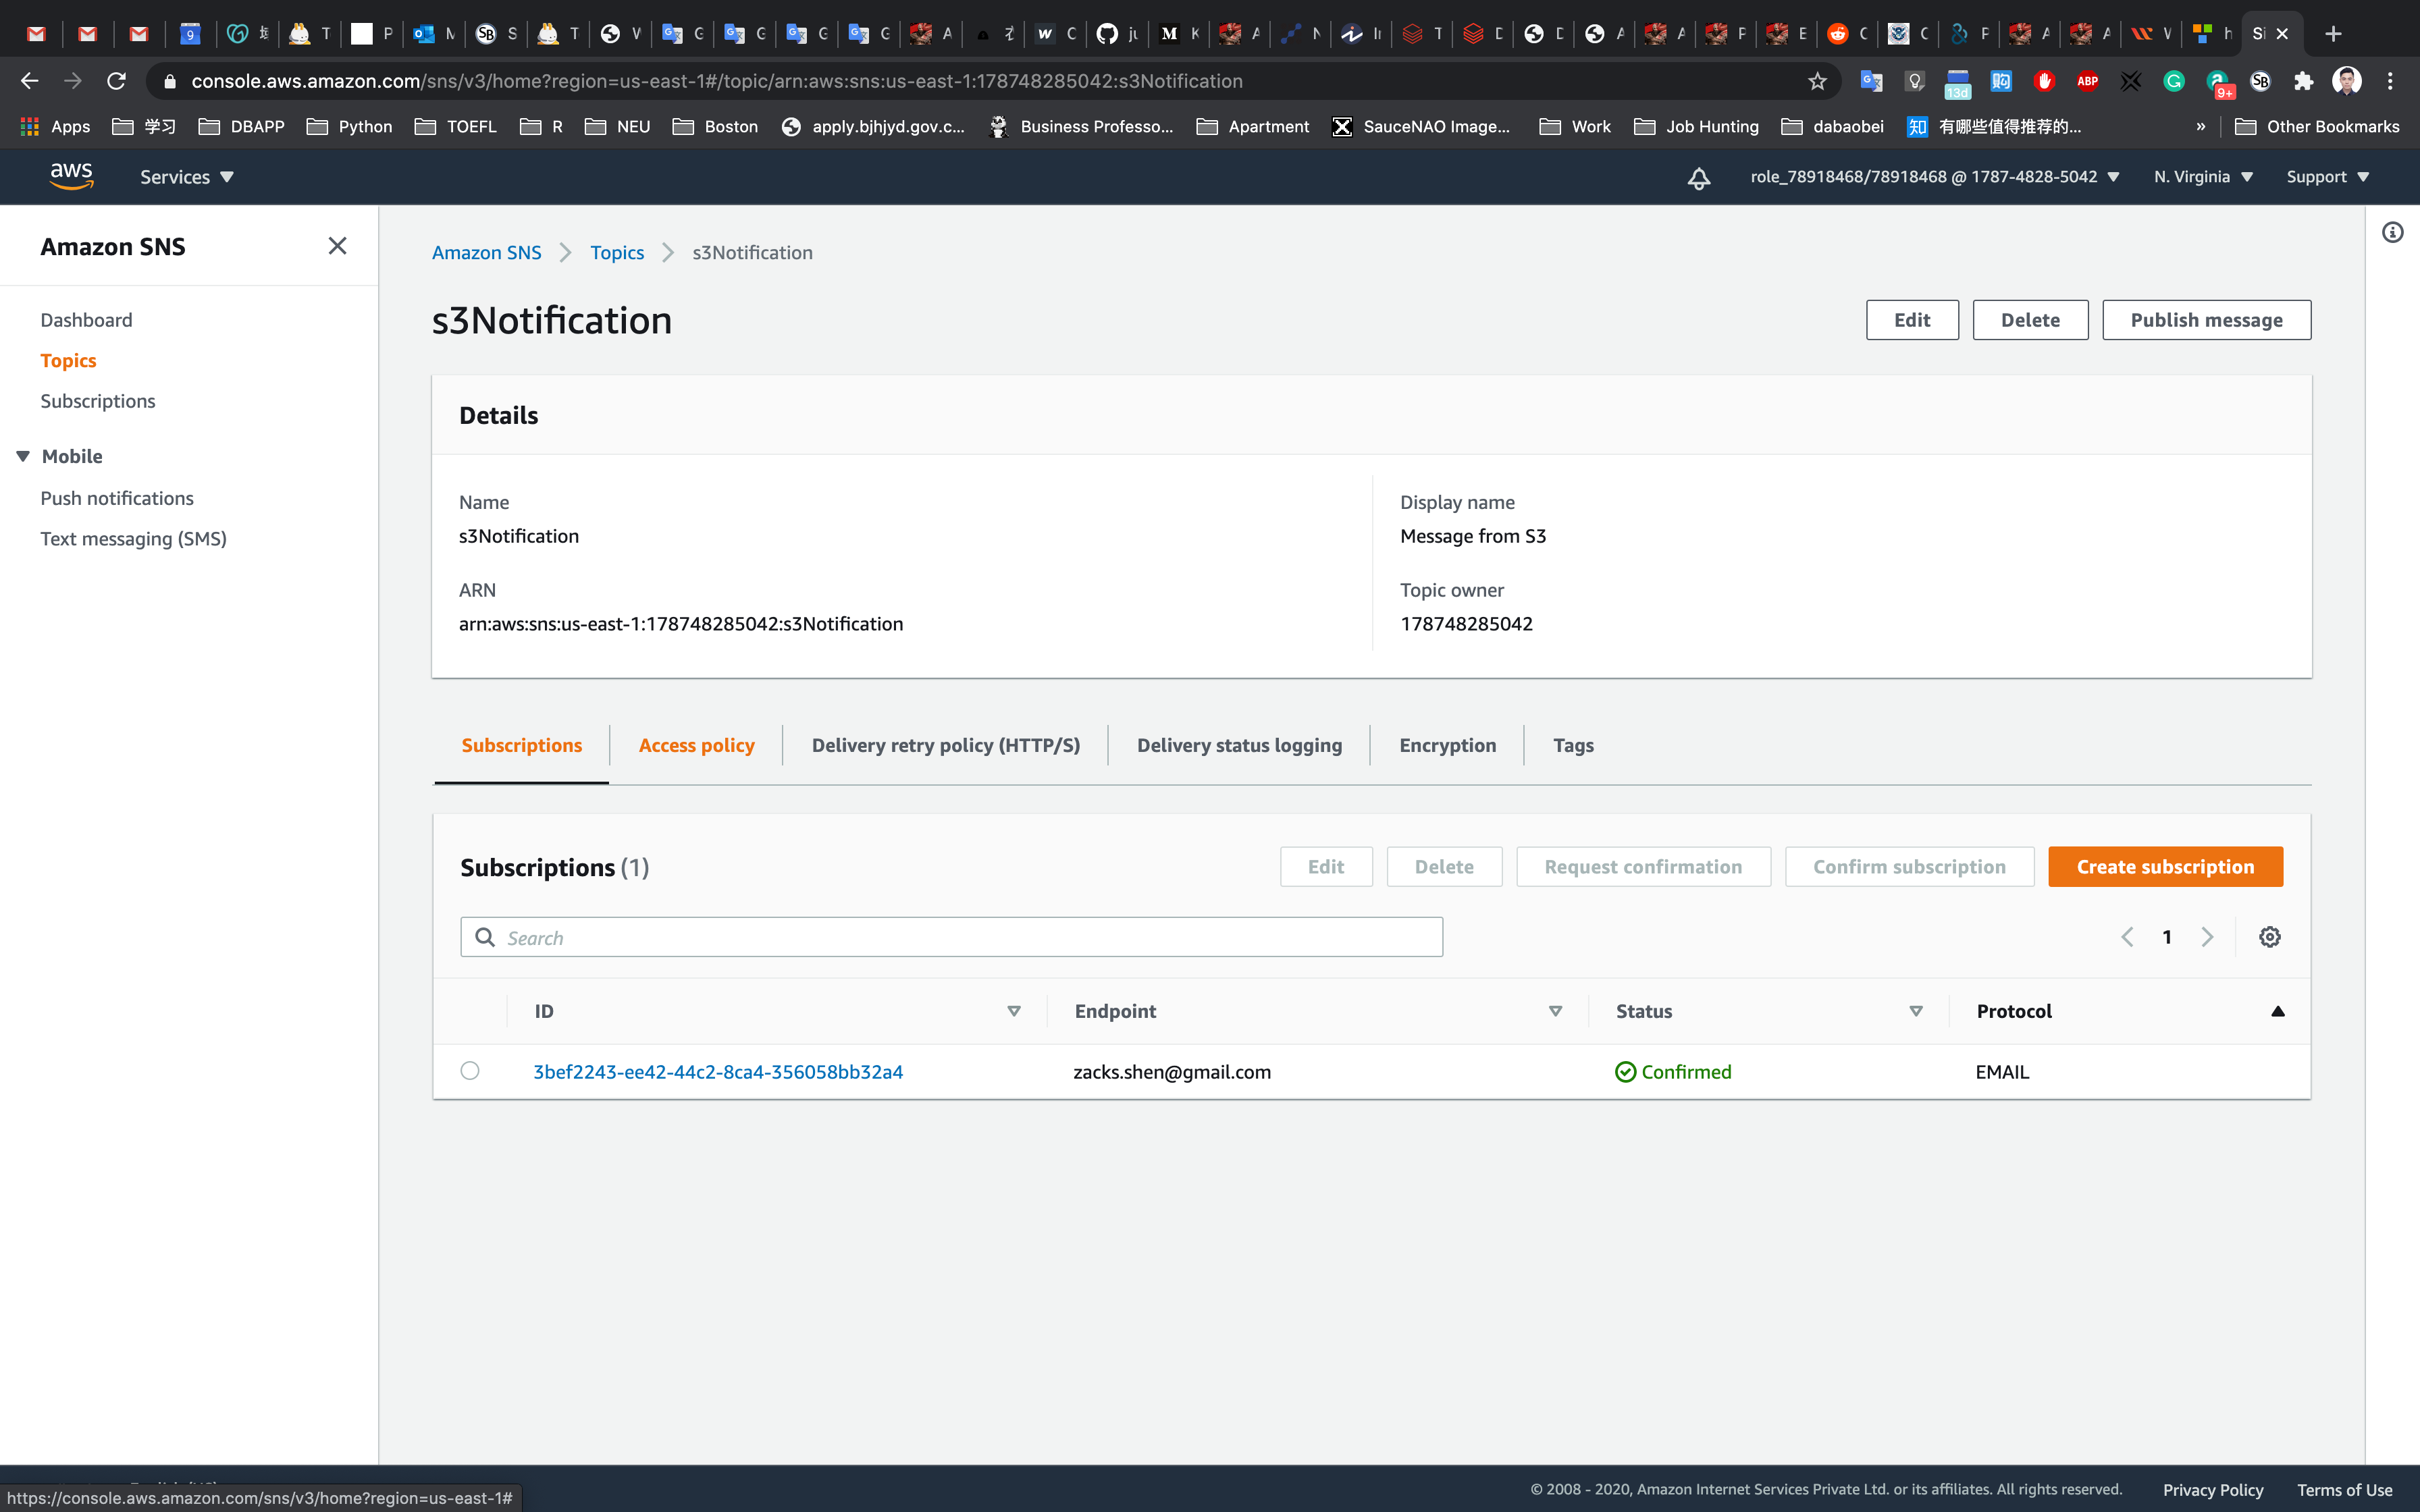 console.aws.amazon.com/sns/v3/home?region=us-east-1#/topic/arn:aws:sns:us-east-1:178748285042:s3Notification
13d
ABP
9+
Apps
学习
DBAPP
Python
TOEFL
R
NEU
Boston
apply.bjhjyd.gov.c...
Business Professo...
Apartment
SauceNAO Image...
Work
Job Hunting
dabaobei
知 有哪些值得推荐的...
»
Other Bookmarks
aws
Services
role_78918468/78918468 @ 1787-4828-5042
N. Virginia
Support
Amazon SNS
Dashboard
Topics
Subscriptions
Mobile
Push notifications
Text messaging (SMS)
Amazon SNS
Topics
s3Notification
s3Notification
Edit
Delete
Publish message
Details
Name
s3Notification
ARN
arn:aws:sns:us-east-1:178748285042:s3Notification
Display name
Message from S3
Topic owner
178748285042
Subscriptions
Access policy
Delivery retry policy (HTTP/S)
Delivery status logging
Encryption
Tags
Subscriptions (1)
Edit
Delete
Request confirmation
Confirm subscription
Create subscription
Search
1
ID
Endpoint
Status
Protocol
3bef2243-ee42-44c2-8ca4-356058bb32a4
zacks.shen@gmail.com
Confirmed
EMAIL
https://console.aws.amazon.com/sns/v3/home?region=us-east-1#
© 2008 - 2020, Amazon Internet Services Private Ltd. or its affiliates. All rights reserved.
Privacy Policy
Terms of Use